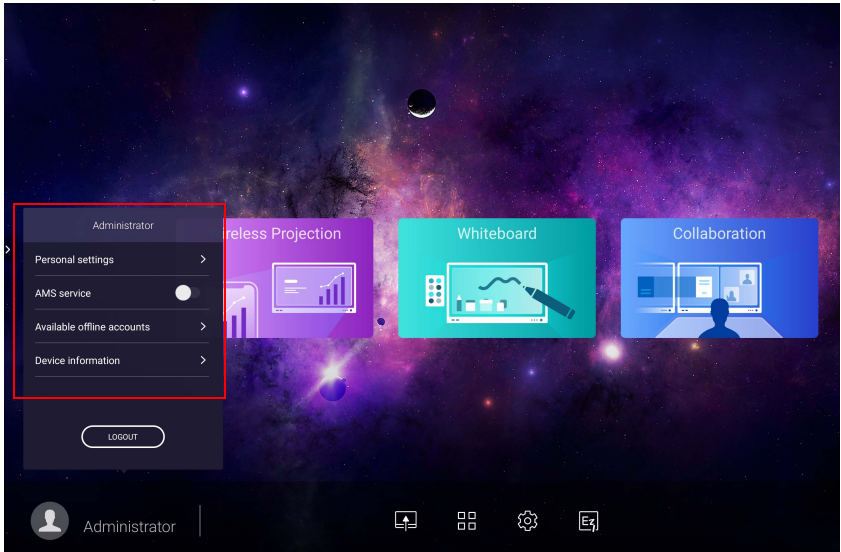 Administrator
Personal settings
AMS service
Available offline accounts
Device information
LOGOUT
ireless Projection
Whiteboard
Collaboration
Administrator